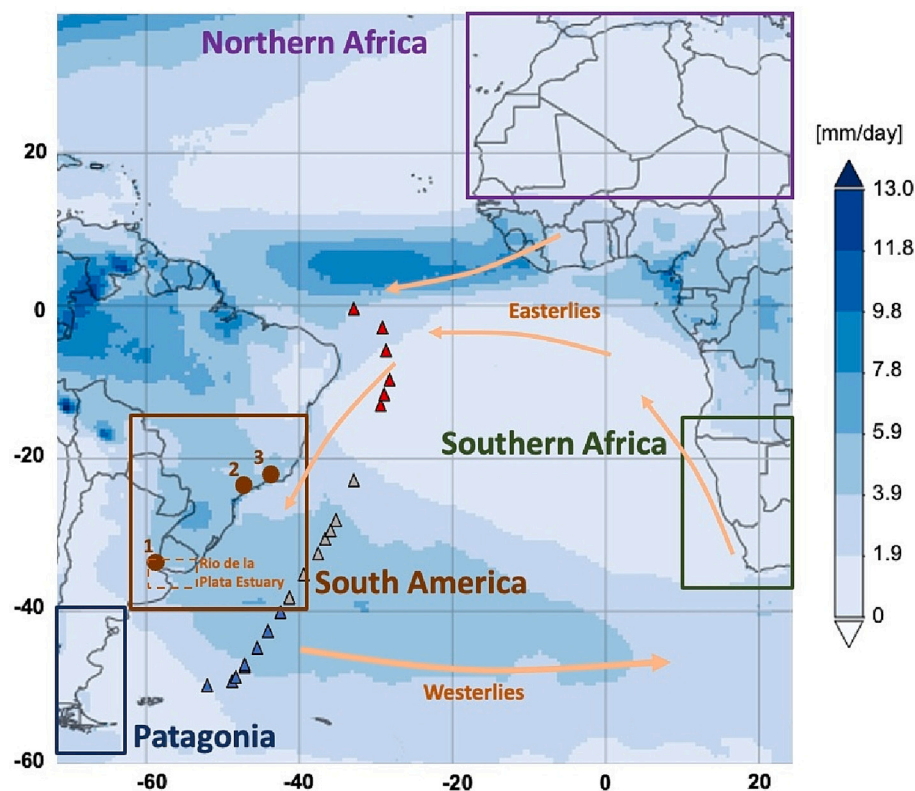 Northern Africa
[mm/day]
13.0
11.8
9.8
7.8
5.9
3.9
1.9
0
20
0
-20
-40
-60
Easterlies
Southern Africa
2
3
1
Rio de la
Plata Estuary
South America
Westerlies
Patagonia
-60
-40
-20
0
20